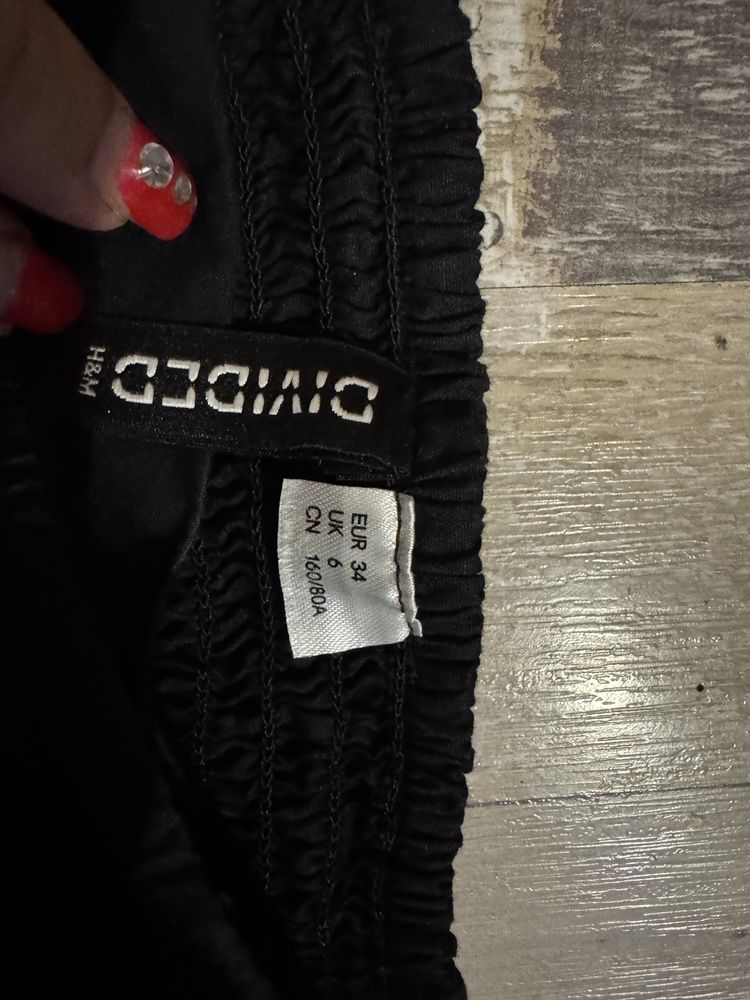 DIVIDED
H&M
EUR 34
UK 6
CN 160/80A